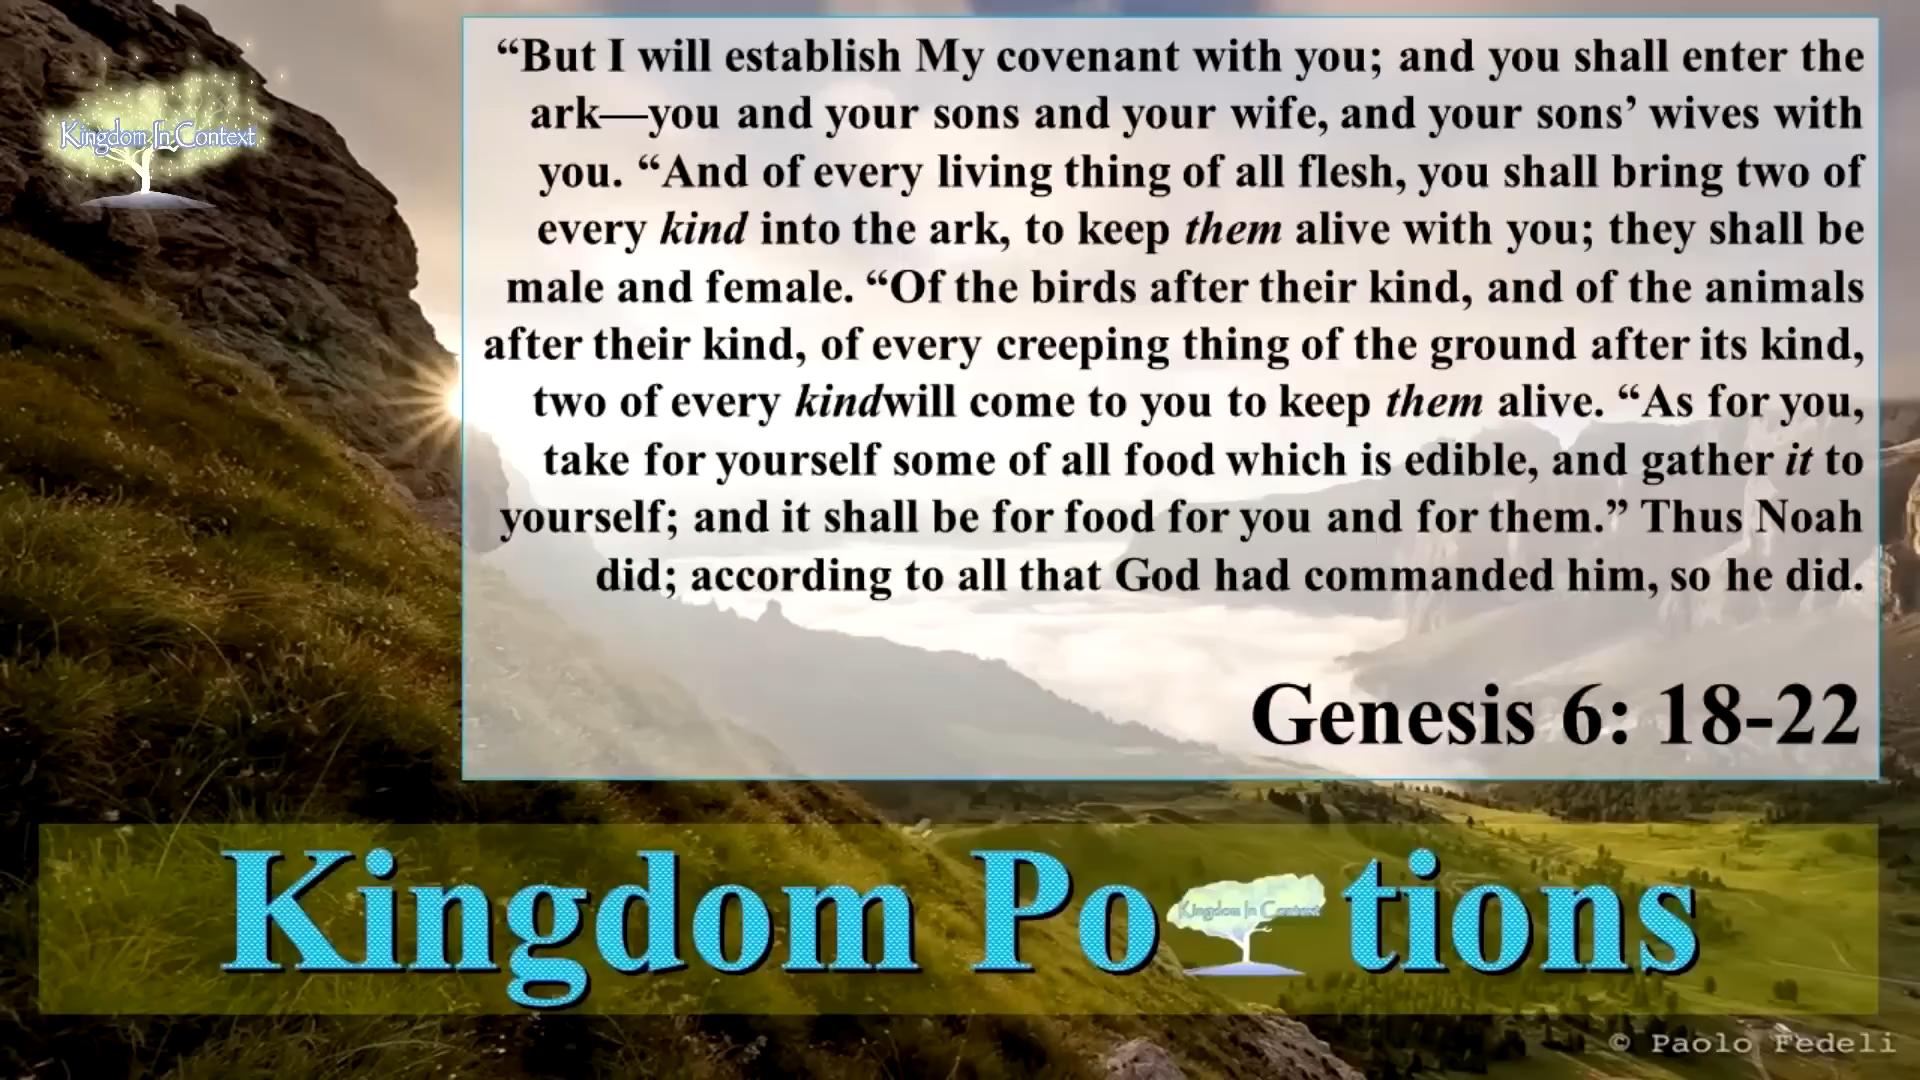 Kingdom In Context
“But I will establish My covenant with you; and you shall enter the
ark—you and your sons and your wife, and your sons’ wives with
you. “And of every living thing of all flesh, you shall bring two of
every kind into the ark, to keep them alive with you; they shall be
male and female. “Of the birds after their kind, and of the animals
after their kind, of every creeping thing of the ground after its kind,
two of every kindwill come to you to keep them alive. “As for you,
take for yourself some of all food which is edible, and gather it to
yourself; and it shall be for food for you and for them.” Thus Noah
did; according to all that God had commanded him, so he did.
Genesis 6: 18-22
Kingdom Po tions
Kingdom In Context
© Paolo Fedeli